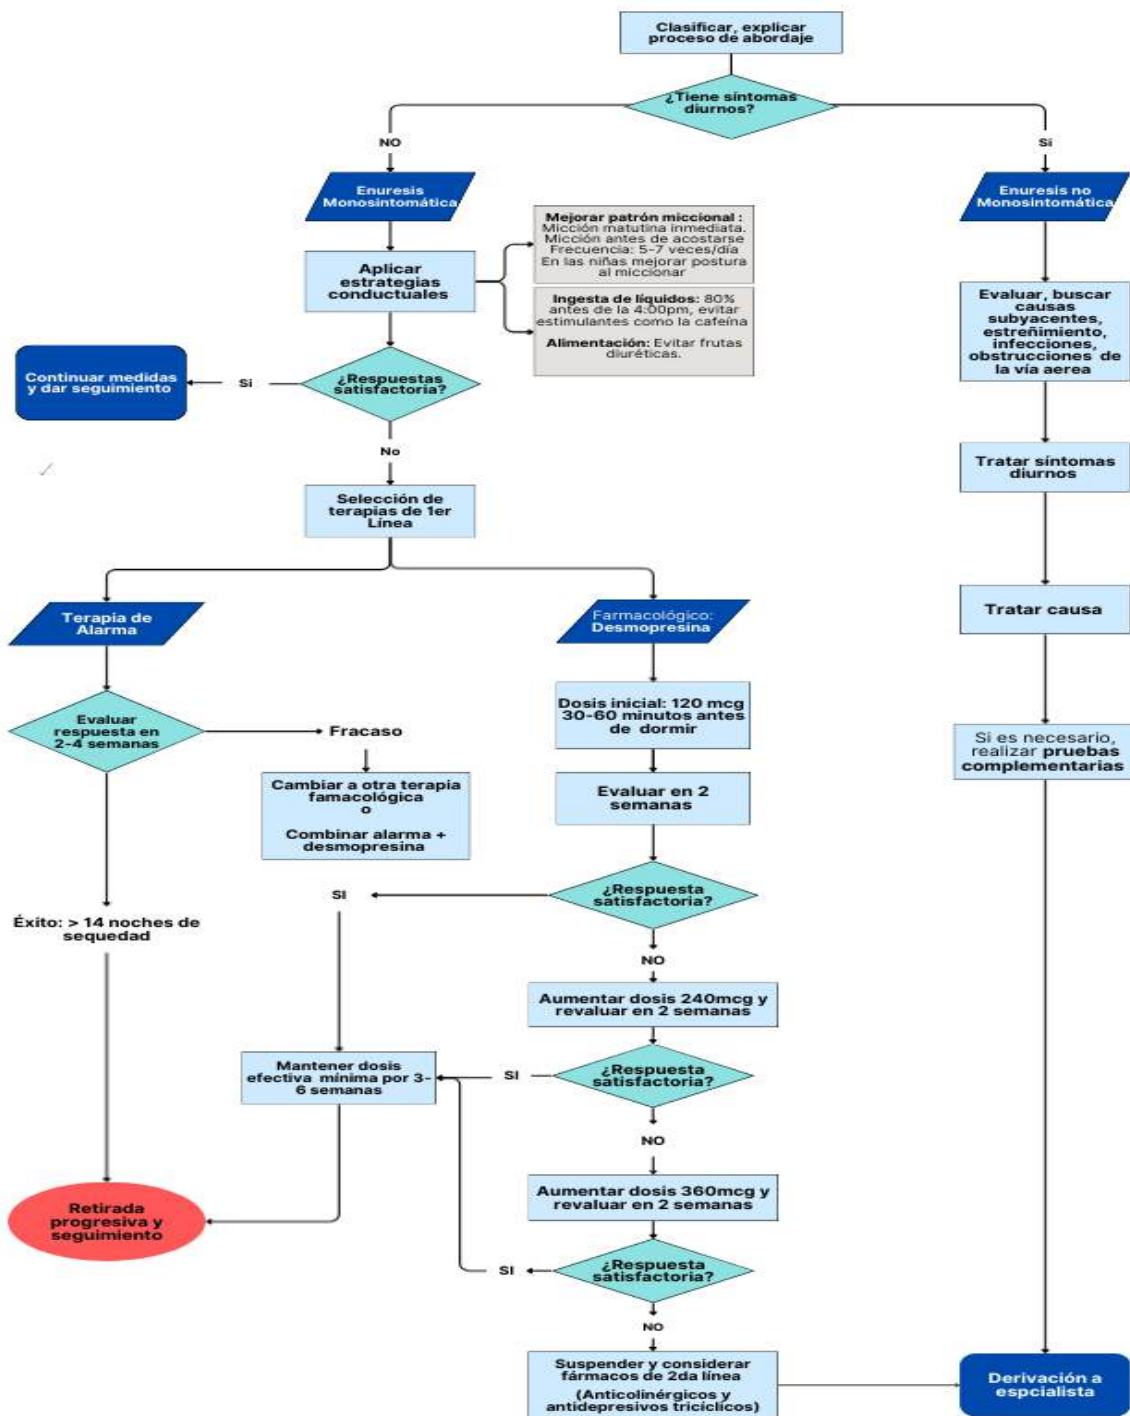 Clasificar, explicar
proceso de abordaje
¿Tiene síntomas
diurnos?
NO
Si
Enuresis
Monosintomática
Enuresis no
Monosintomática
Mejorar patrón miccional :
Micción matutina inmediata.
Micción antes de acostarse
Frecuencia: 5-7 veces/día
En las niñas mejorar postura
al miccionar
Aplicar
estrategias
conductuales
Ingesta de líquidos: 80%
antes de la 4:00pm, evitar
estimulantes como la cafeína
Alimentación: Evitar frutas
diuréticas.
Evaluar, buscar
causas
subyacentes,
estreñimiento,
infecciones,
obstrucciones de
la vía aerea
¿Respuestas
satisfactoria?
Si
Continuar medidas
y dar seguimiento
No
Tratar síntomas
diurnos
Selección de
terapias de 1er
Línea
Terapia de
Alarma
Farmacológico:
Desmopresina
Tratar causa
Evaluar
respuesta en
2-4 semanas
Fracaso
Dosis inicial: 120 mcg
30-60 minutos antes
de dormir
Si es necesario,
realizar pruebas
complementarias
Cambiar a otra terapia
famacológica
o
Combinar alarma +
desmopresina
Evaluar en 2
semanas
¿Respuesta
satisfactoria?
SI
Éxito: > 14 noches de
sequedad
NO
Aumentar dosis 240mcg y
revaluar en 2 semanas
Mantener dosis
efectiva mínima por 3-
6 semanas
SI
¿Respuesta
satisfactoria?
NO
Aumentar dosis 360mcg y
revaluar en 2 semanas
Retirada
progresiva y
seguimiento
SI
¿Respuesta
satisfactoria?
NO
Suspender y considerar
fármacos de 2da línea
(Anticolinérgicos y
antidepresivos tricíclicos)
Derivación a
espcialista